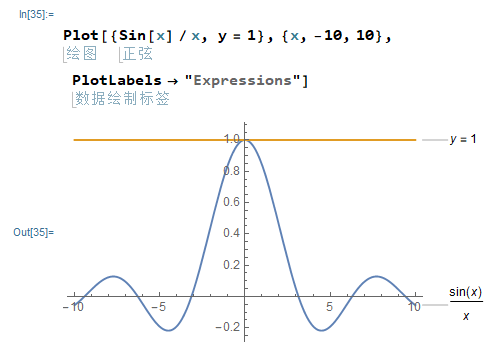 In[35]:=
Plot[{Sin[x] / x, y = 1}, {x, -10, 10},
绘图 正弦
PlotLabels → "Expressions"]
数据绘制标签
Out[35]=
1.0
y = 1
0.8
0.6
0.4
0.2
sin(x)
x
-10 -5 5 10
-0.2